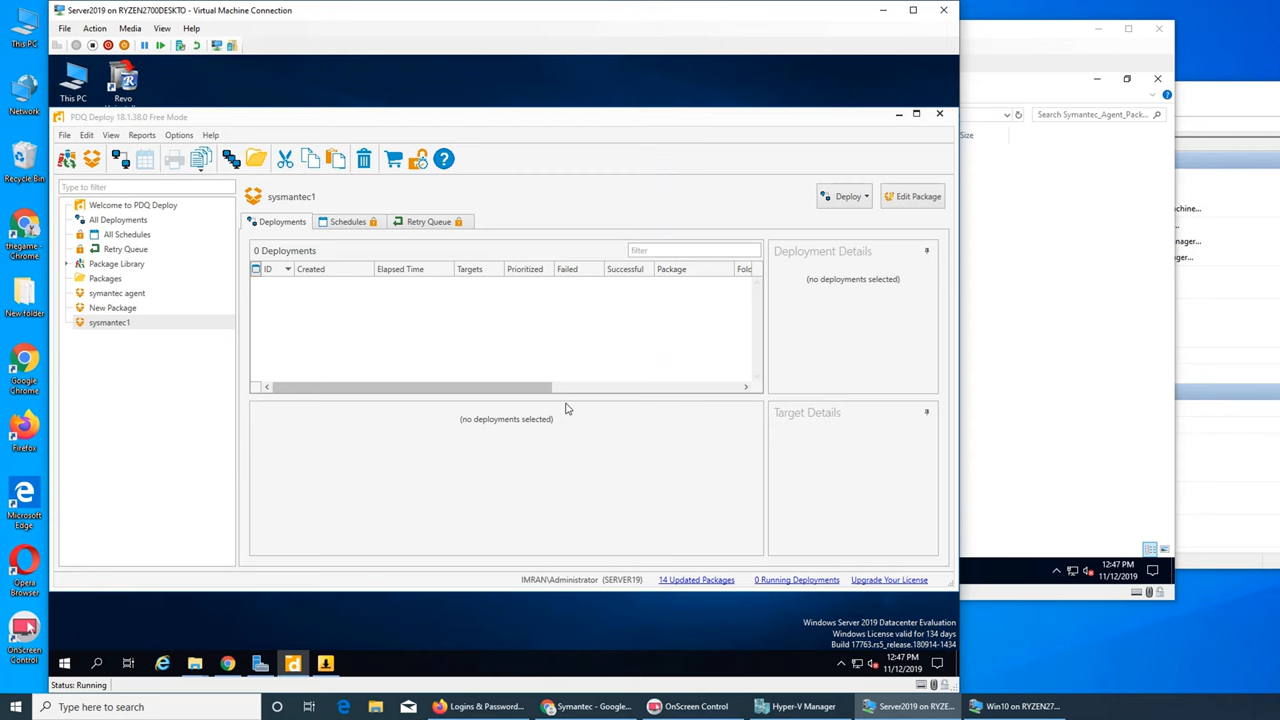 Server2019 on RYZEN2700DESKTO - Virtual Machine Connection
File Action Media View Help
This PC
Revo
PDQ Deploy 18.1.38.0 Free Mode
File Edit View Reports Options Help
Type to filter
Welcome to PDQ Deploy
All Deployments
All Schedules
Retry Queue
Package Library
Packages
symantec agent
New Package
sysmantec1
sysmantec1
Deploy
Edit Package
Deployments
Schedules
Retry Queue
0 Deployments
filter
ID Created Elapsed Time Targets Prioritized Failed Successful Package Fold
(no deployments selected)
Deployment Details
(no deployments selected)
Target Details
IMRAN\Administrator (SERVER19)
14 Updated Packages
0 Running Deployments
Upgrade Your License
Windows Server 2019 Datacenter Evaluation
Windows License valid for 134 days
Build 17763.rs5_release.180914-1434
12:47 PM
11/12/2019
Status: Running
Search Symantec_Agent_Pack...
Size
achine...
nager...
ger...
12:47 PM
11/12/2019
This PC
Network
Recycle Bin
thegame -
Chrome
New folder
Google
Chrome
Firefox
Microsoft
Edge
Opera
Browser
OnScreen
Control
Type here to search
Logins & Password...
Symantec - Google...
OnScreen Control
Hyper-V Manager
Server2019 on RYZE...
Win10 on RYZEN27...